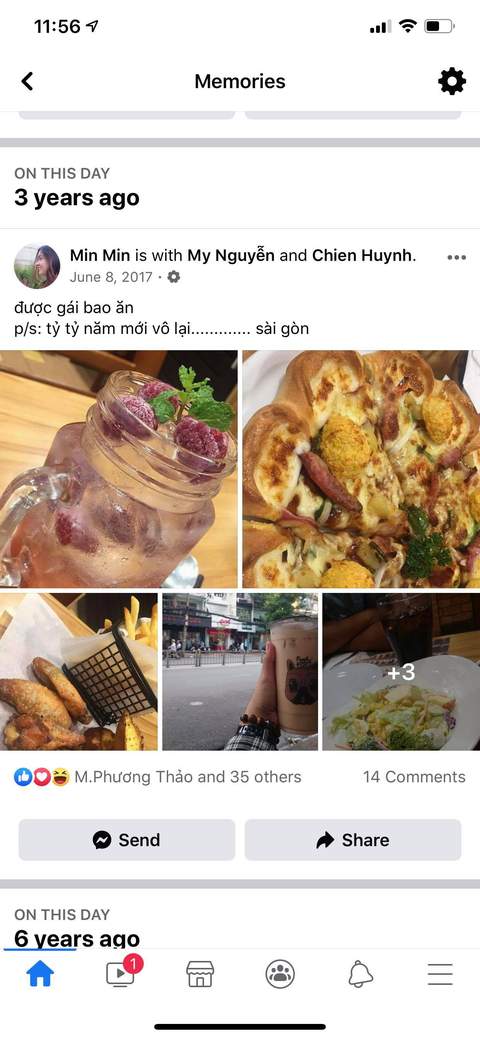 11:56
Memories
ON THIS DAY
3 years ago
Min Min is with My Nguyễn and Chien Huynh.
June 8, 2017 ·
được gái bao ăn
p/s: tỷ tỷ năm mới vô lại............. sài gòn
+3
M.Phương Thảo and 35 others
14 Comments
Send
Share
ON THIS DAY
6 years ago
1